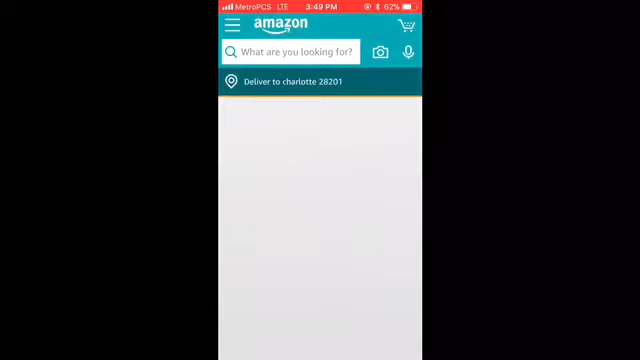 MetroPCS LTE 3:49 PM 62%
amazon
What are you looking for?
Deliver to charlotte 28201